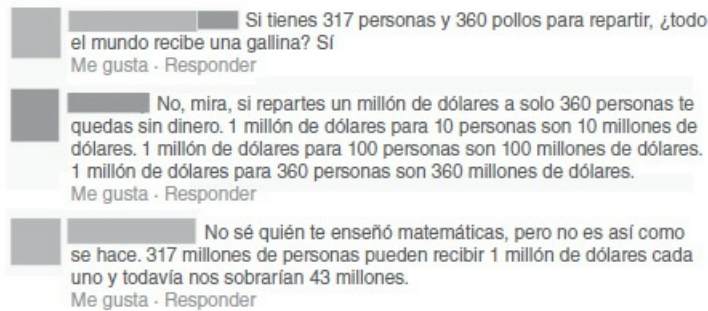 Si tienes 317 personas y 360 pollos para repartir, ¿todo
el mundo recibe una gallina? Sí
Me gusta · Responder
No, mira, si repartes un millón de dólares a solo 360 personas te
quedas sin dinero. 1 millón de dólares para 10 personas son 10 millones de
dólares. 1 millón de dólares para 100 personas son 100 millones de dólares.
1 millón de dólares para 360 personas son 360 millones de dólares.
Me gusta · Responder
No sé quién te enseñó matemáticas, pero no es así como
se hace. 317 millones de personas pueden recibir 1 millón de dólares cada
uno y todavía nos sobrarían 43 millones.
Me gusta · Responder